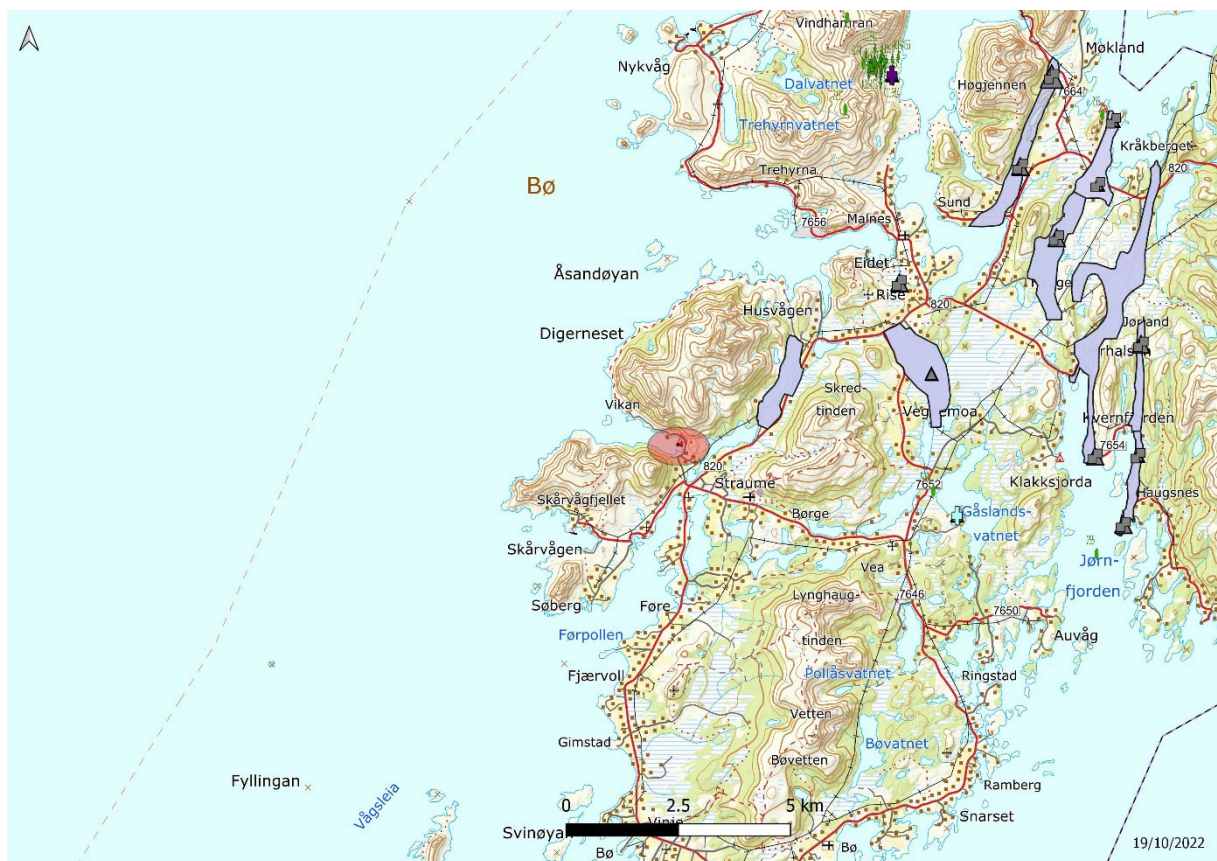 Vindhamran
Møkland
Nykvåg
Høgjennen
7664
Dalvatnet
Trehyrnvatnet
Kråkberget
820
Trehyrna
Bø
Sund
7656
Malnes
Åsandøyan
Eidet
Rise
820
Husvågen
Digerneset
Jørland
Skred-
tinden
Vikan
Kvernfjorden
7654
820
Straume
7652
Klakksjorda
Haugsnes
Skårvågfjellet
Børge
Gåslands-
vatnet
Skårvågen
Vea
Jørn-
fjorden
Søberg
Føre
Lynghaug-
tinden
7646
7650
Førpollen
Auvåg
Fjærvoll
Pollåsvatnet
Ringstad
Vetten
Gimstad
Bøvatnet
Bøvetten
Fyllingan
Ramberg
Vågsleia
0
2.5
5 km
Snarset
Svinøyan
Vinje
Bø
Bø
19/10/2022